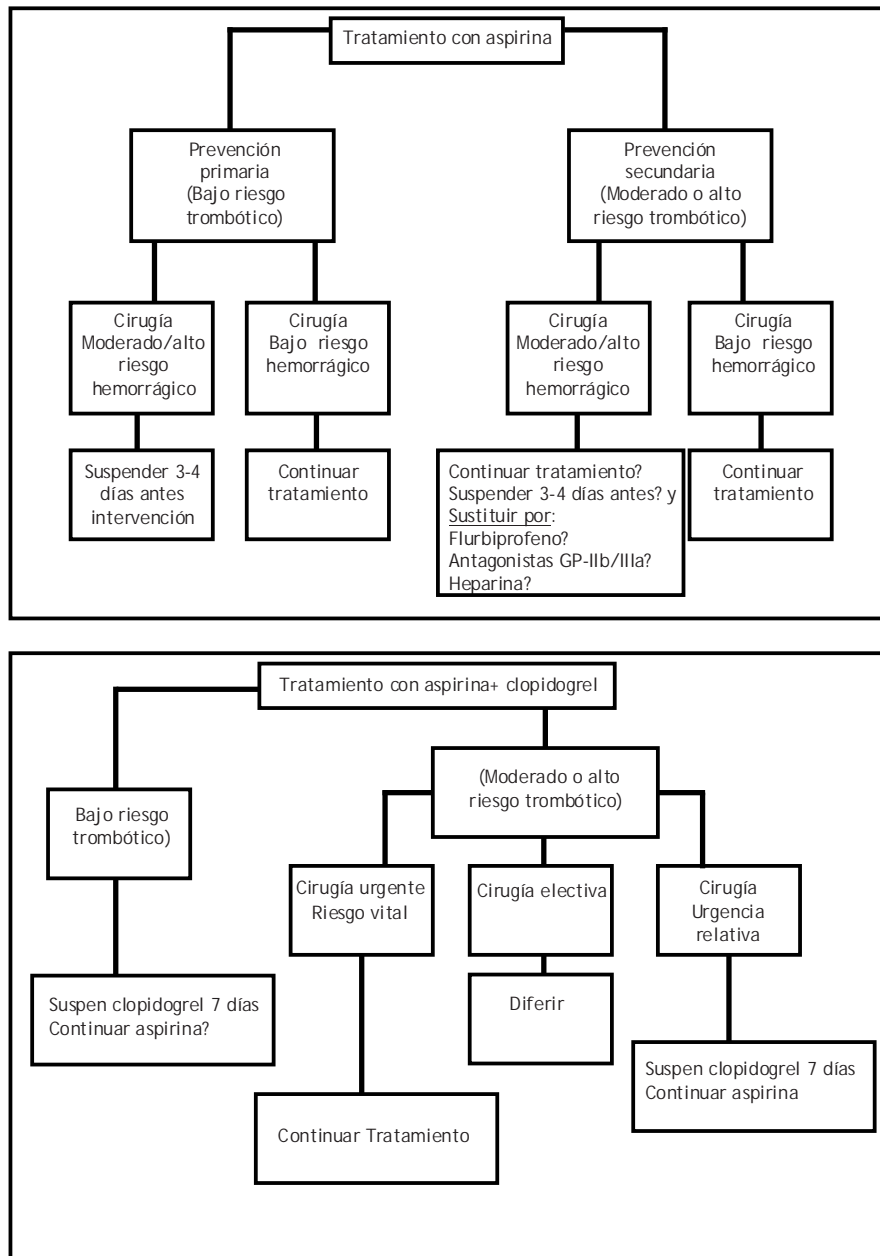 Tratamiento con aspirina
Prevención
primaria
(Bajo riesgo
trombótico)
Prevención
secundaria
(Moderado o alto
riesgo trombótico)
Cirugía
Moderado/alto
riesgo
hemorrágico
Cirugía
Bajo riesgo
hemorrágico
Cirugía
Moderado/alto
riesgo
hemorrágico
Cirugía
Bajo riesgo
hemorrágico
Suspender 3-4
días antes
intervención
Continuar
tratamiento
Continuar tratamiento?
Suspender 3-4 días antes? y
Sustituir por:
Flurbiprofeno?
Antagonistas GP-IIb/IIIa?
Heparina?
Continuar
tratamiento
Tratamiento con aspirina+ clopidogrel
Bajo riesgo
trombótico)
(Moderado o alto
riesgo trombótico)
Cirugía urgente
Riesgo vital
Cirugía electiva
Cirugía
Urgencia
relativa
Suspen clopidogrel 7 días
Continuar aspirina?
Diferir
Suspen clopidogrel 7 días
Continuar aspirina
Continuar Tratamiento